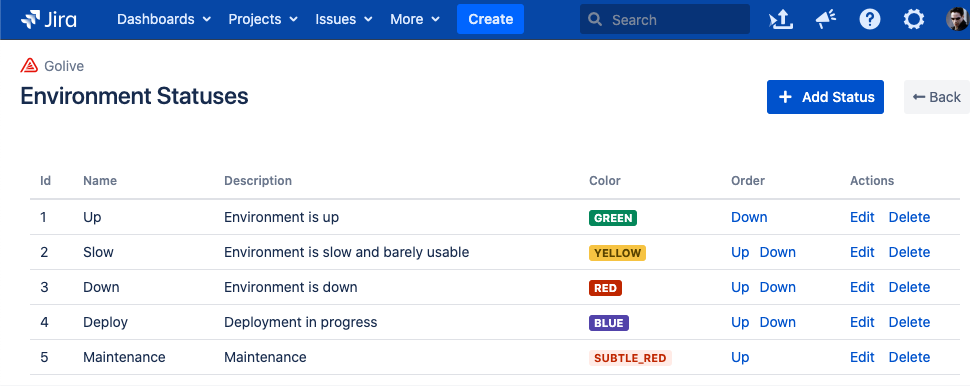 Jira Dashboards Projects Issues More Create Search
Golive
Environment Statuses
+ Add Status ← Back
Id Name Description Color Order Actions
1 Up Environment is up GREEN Down Edit Delete
2 Slow Environment is slow and barely usable YELLOW Up Down Edit Delete
3 Down Environment is down RED Up Down Edit Delete
4 Deploy Deployment in progress BLUE Up Down Edit Delete
5 Maintenance Maintenance SUBTLE_RED Up Edit Delete